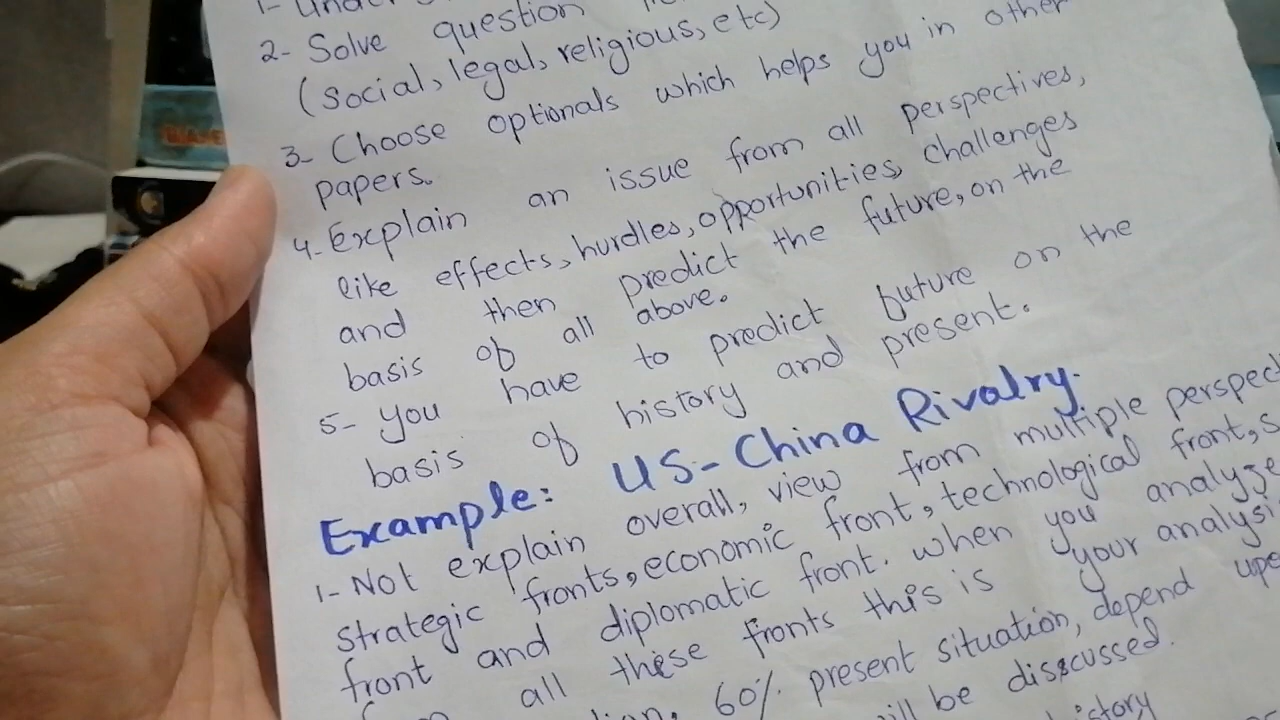 2- Solve question
(social, legal, religious, etc)
3- Choose optionals which helps you in other
papers.
4- Explain an issue from all perspectives,
like effects, hurdles, opportunities, challenges
and then predict the future, on the
basis of all above.
5- you have to predict future on the
basis of history and present.
Example: US-China Rivalry.
1- Not explain overall, view from multiple
strategic fronts, economic front, technological front,
front and diplomatic front. when you analyze
all these fronts this is your
60% present situation, depend
be disscussed.